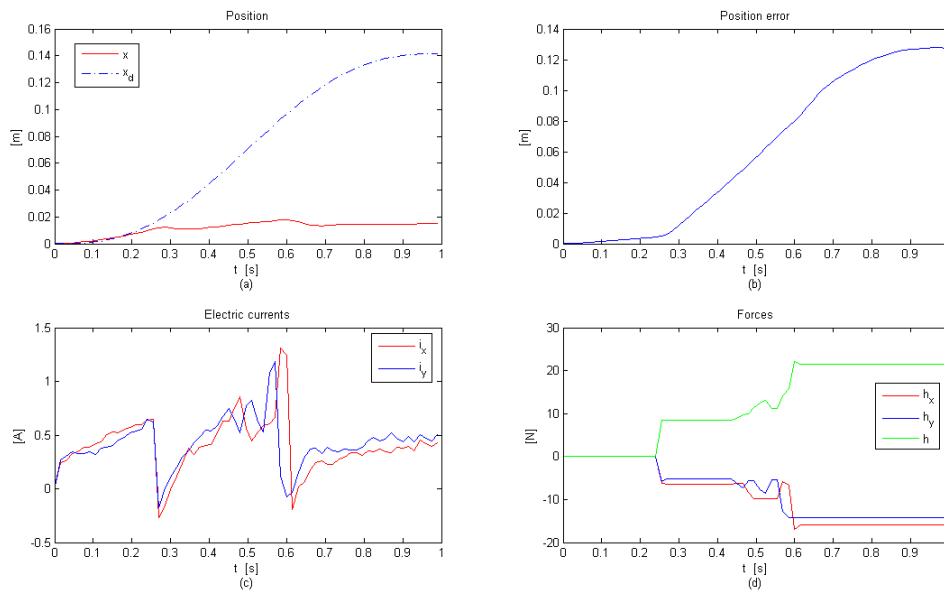 Position
0.16
0.14
0.12
0.10
0.08
0.06
0.04
0.02
0
[m]
x
x_d
0 0.1 0.2 0.3 0.4 0.5 0.6 0.7 0.8 0.9 1
t [s]
(a)
Position error
0.14
0.12
0.1
0.08
0.06
0.04
0.02
0
[m]
0 0.1 0.2 0.3 0.4 0.5 0.6 0.7 0.8 0.9
t [s]
(b)
Electric currents
1.5
1
0.5
0
-0.5
[A]
i_x
i_y
0 0.1 0.2 0.3 0.4 0.5 0.6 0.7 0.8 0.9 1
t [s]
(c)
Forces
30
20
10
0
-10
-20
[N]
h_x
h_y
h
0 0.1 0.2 0.3 0.4 0.5 0.6 0.7 0.8 0.9
t [s]
(d)